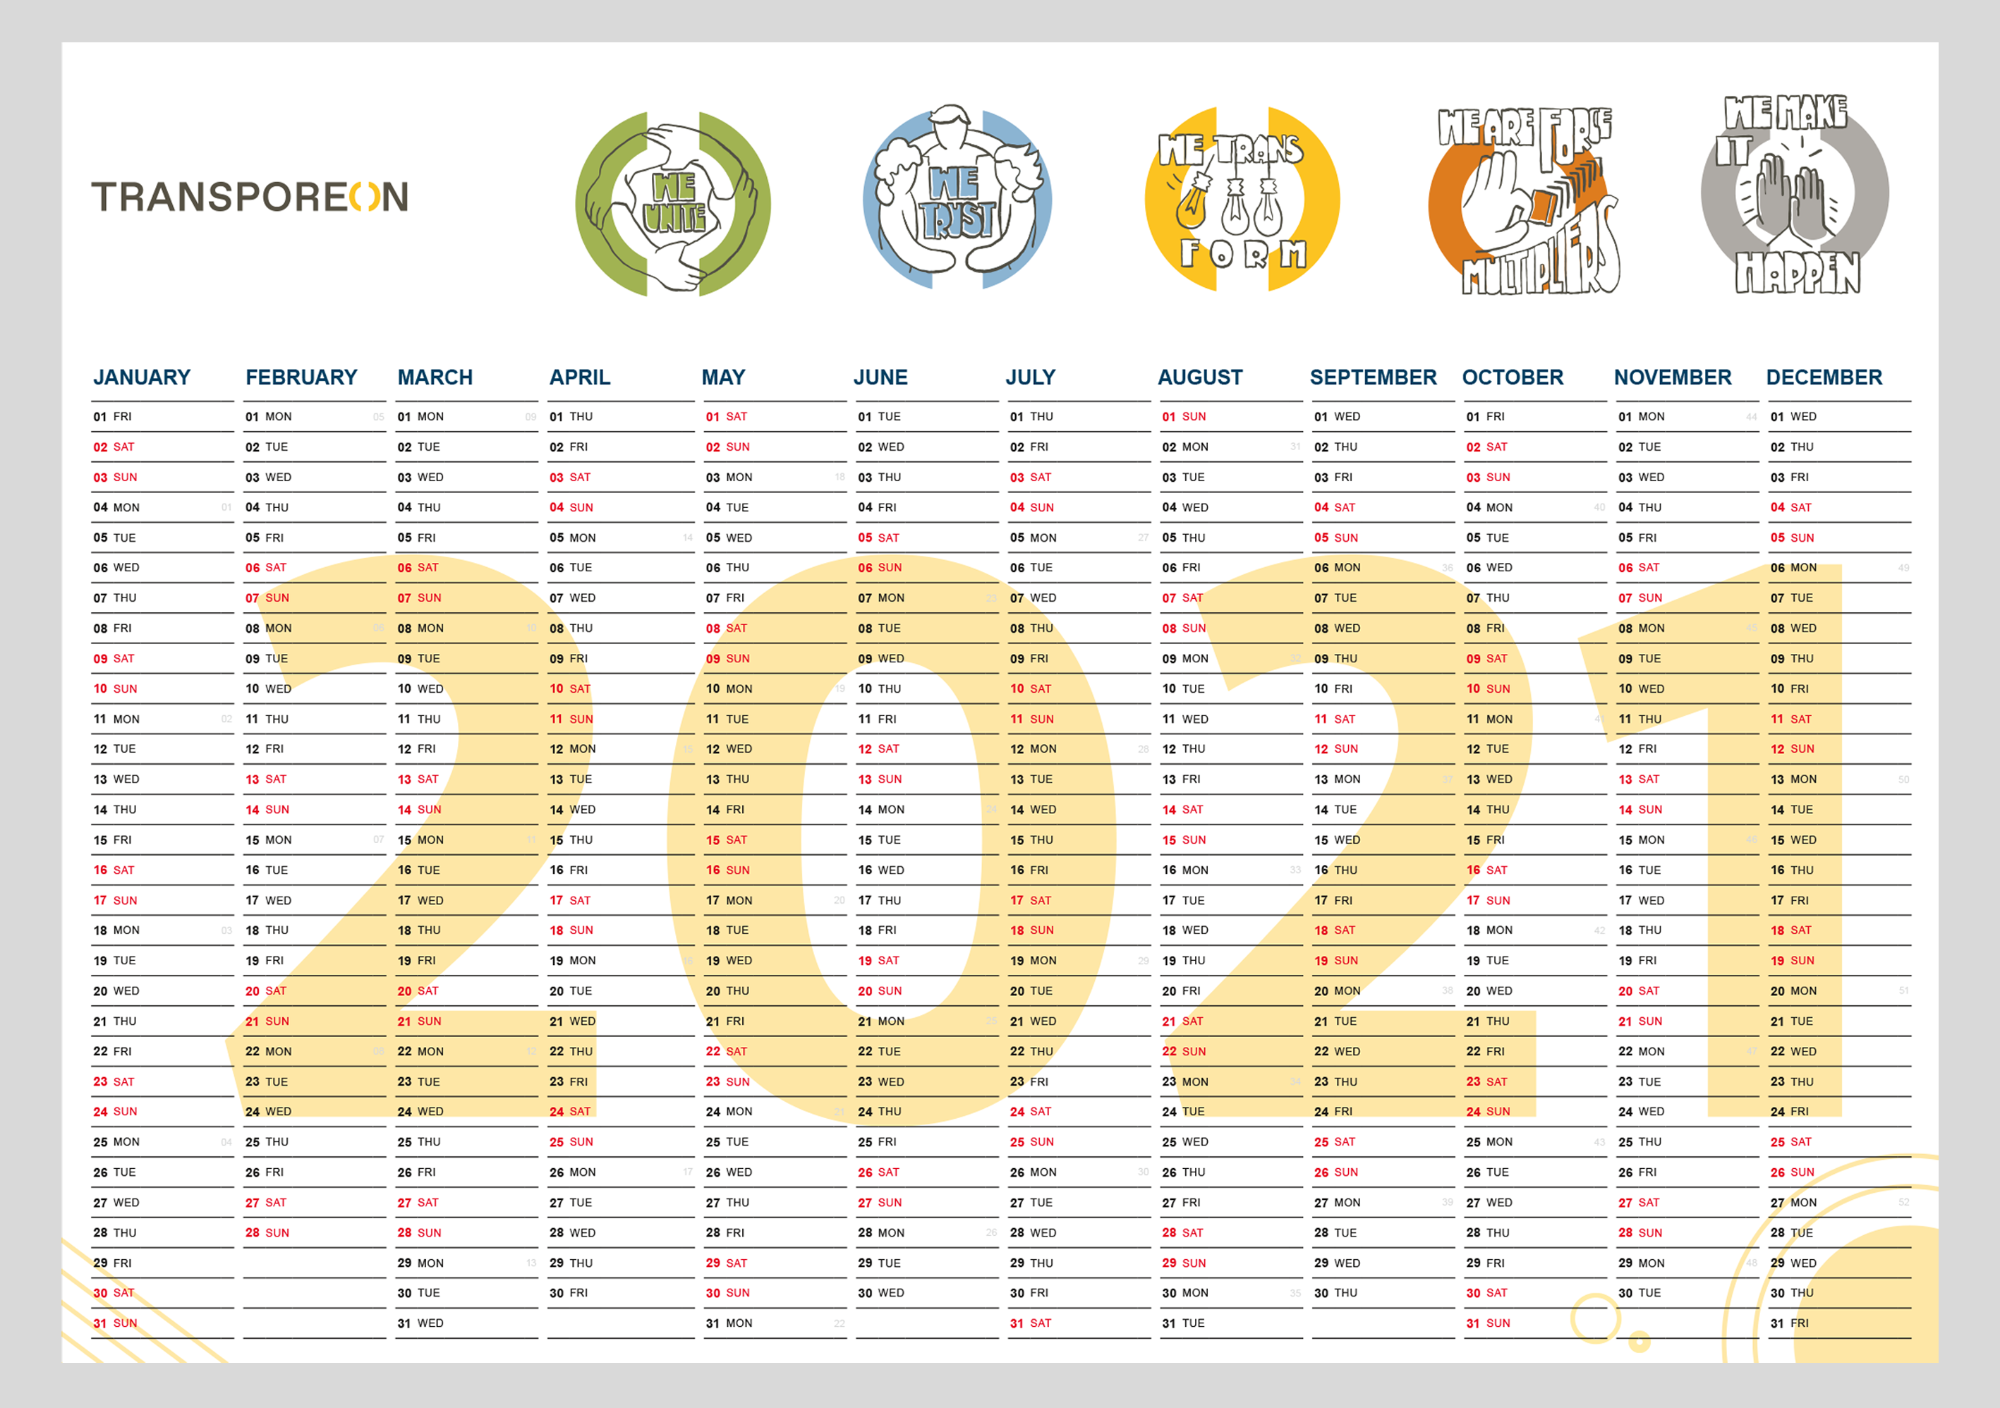 TRANSPOREON
WE
UNITE
WE
TRUST
WE TRANS
FORM
WE ARE FORCE
MULTIPLIERS
WE MAKE
IT
HAPPEN
2021
JANUARY
01 FRI
02 SAT
03 SUN
04 MON 01
05 TUE
06 WED
07 THU
08 FRI
09 SAT
10 SUN
11 MON 02
12 TUE
13 WED
14 THU
15 FRI
16 SAT
17 SUN
18 MON 03
19 TUE
20 WED
21 THU
22 FRI
23 SAT
24 SUN
25 MON 04
26 TUE
27 WED
28 THU
29 FRI
30 SAT
31 SUN
FEBRUARY
01 MON 05
02 TUE
03 WED
04 THU
05 FRI
06 SAT
07 SUN
08 MON 06
09 TUE
10 WED
11 THU
12 FRI
13 SAT
14 SUN
15 MON 07
16 TUE
17 WED
18 THU
19 FRI
20 SAT
21 SUN
22 MON 08
23 TUE
24 WED
25 THU
26 FRI
27 SAT
28 SUN
MARCH
01 MON 09
02 TUE
03 WED
04 THU
05 FRI
06 SAT
07 SUN
08 MON 10
09 TUE
10 WED
11 THU
12 FRI
13 SAT
14 SUN
15 MON 11
16 TUE
17 WED
18 THU
19 FRI
20 SAT
21 SUN
22 MON 12
23 TUE
24 WED
25 THU
26 FRI
27 SAT
28 SUN
29 MON 13
30 TUE
31 WED
APRIL
01 THU
02 FRI
03 SAT
04 SUN
05 MON 14
06 TUE
07 WED
08 THU
09 FRI
10 SAT
11 SUN
12 MON 15
13 TUE
14 WED
15 THU
16 FRI
17 SAT
18 SUN
19 MON 16
20 TUE
21 WED
22 THU
23 FRI
24 SAT
25 SUN
26 MON 17
27 TUE
28 WED
29 THU
30 FRI
MAY
01 SAT
02 SUN
03 MON 18
04 TUE
05 WED
06 THU
07 FRI
08 SAT
09 SUN
10 MON 19
11 TUE
12 WED
13 THU
14 FRI
15 SAT
16 SUN
17 MON 20
18 TUE
19 WED
20 THU
21 FRI
22 SAT
23 SUN
24 MON 21
25 TUE
26 WED
27 THU
28 FRI
29 SAT
30 SUN
31 MON 22
JUNE
01 TUE
02 WED
03 THU
04 FRI
05 SAT
06 SUN
07 MON 23
08 TUE
09 WED
10 THU
11 FRI
12 SAT
13 SUN
14 MON 24
15 TUE
16 WED
17 THU
18 FRI
19 SAT
20 SUN
21 MON 25
22 TUE
23 WED
24 THU
25 FRI
26 SAT
27 SUN
28 MON 26
29 TUE
30 WED
JULY
01 THU
02 FRI
03 SAT
04 SUN
05 MON 27
06 TUE
07 WED
08 THU
09 FRI
10 SAT
11 SUN
12 MON 28
13 TUE
14 WED
15 THU
16 FRI
17 SAT
18 SUN
19 MON 29
20 TUE
21 WED
22 THU
23 FRI
24 SAT
25 SUN
26 MON 30
27 TUE
28 WED
29 THU
30 FRI
31 SAT
AUGUST
01 SUN
02 MON 31
03 TUE
04 WED
05 THU
06 FRI
07 SAT
08 SUN
09 MON 32
10 TUE
11 WED
12 THU
13 FRI
14 SAT
15 SUN
16 MON 33
17 TUE
18 WED
19 THU
20 FRI
21 SAT
22 SUN
23 MON 34
24 TUE
25 WED
26 THU
27 FRI
28 SAT
29 SUN
30 MON 35
31 TUE
SEPTEMBER
01 WED
02 THU
03 FRI
04 SAT
05 SUN
06 MON 36
07 TUE
08 WED
09 THU
10 FRI
11 SAT
12 SUN
13 MON 37
14 TUE
15 WED
16 THU
17 FRI
18 SAT
19 SUN
20 MON 38
21 TUE
22 WED
23 THU
24 FRI
25 SAT
26 SUN
27 MON 39
28 TUE
29 WED
30 THU
OCTOBER
01 FRI
02 SAT
03 SUN
04 MON 40
05 TUE
06 WED
07 THU
08 FRI
09 SAT
10 SUN
11 MON 41
12 TUE
13 WED
14 THU
15 FRI
16 SAT
17 SUN
18 MON 42
19 TUE
20 WED
21 THU
22 FRI
23 SAT
24 SUN
25 MON 43
26 TUE
27 WED
28 THU
29 FRI
30 SAT
31 SUN
NOVEMBER
01 MON 44
02 TUE
03 WED
04 THU
05 FRI
06 SAT
07 SUN
08 MON 45
09 TUE
10 WED
11 THU
12 FRI
13 SAT
14 SUN
15 MON 46
16 TUE
17 WED
18 THU
19 FRI
20 SAT
21 SUN
22 MON 47
23 TUE
24 WED
25 THU
26 FRI
27 SAT
28 SUN
29 MON 48
30 TUE
DECEMBER
01 WED
02 THU
03 FRI
04 SAT
05 SUN
06 MON 49
07 TUE
08 WED
09 THU
10 FRI
11 SAT
12 SUN
13 MON 50
14 TUE
15 WED
16 THU
17 FRI
18 SAT
19 SUN
20 MON 51
21 TUE
22 WED
23 THU
24 FRI
25 SAT
26 SUN
27 MON 52
28 TUE
29 WED
30 THU
31 FRI